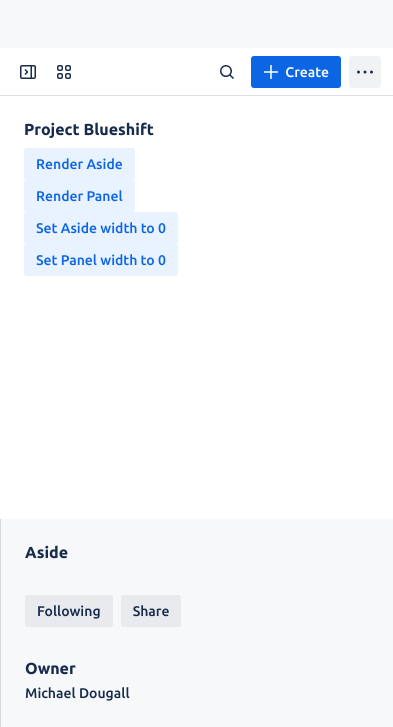 Create
Project Blueshift
Render Aside
Render Panel
Set Aside width to 0
Set Panel width to 0
Aside
Following Share
Owner
Michael Dougall